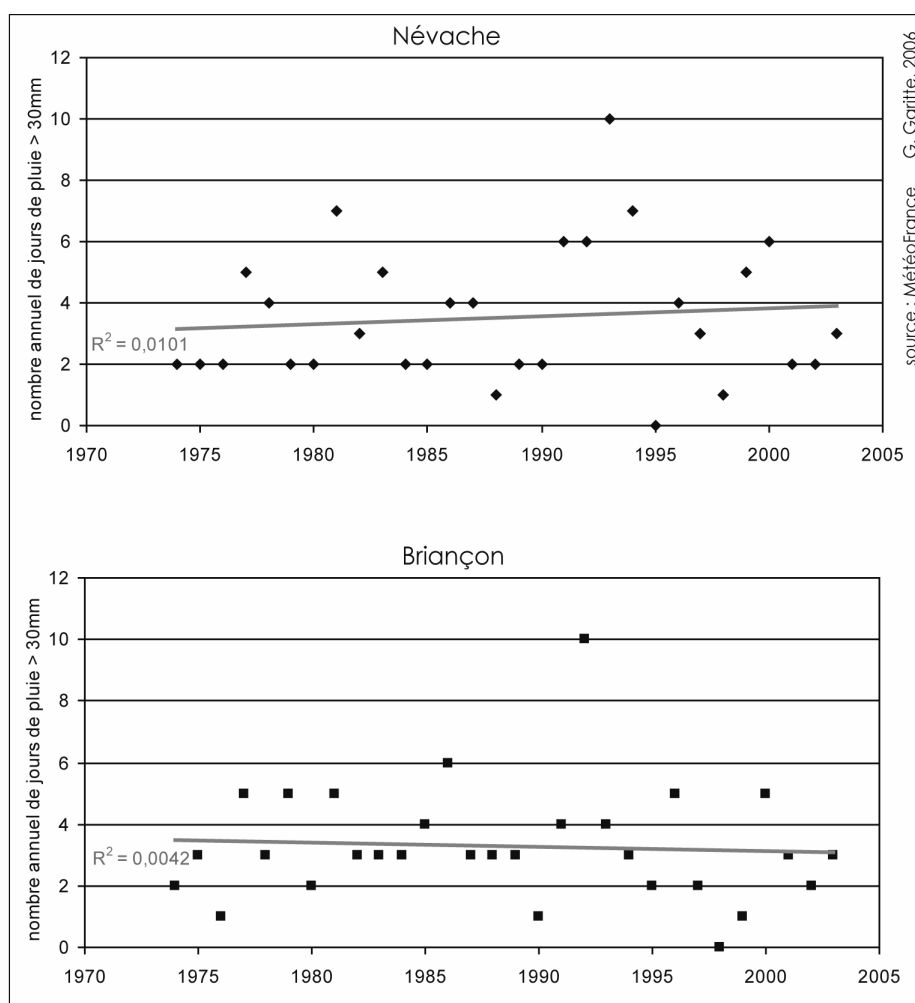 Névache
nombre annuel de jours de pluie > 30mm
12
10
8
6
4
2
0
R² = 0,0101
1970 1975 1980 1985 1990 1995 2000 2005
source : MétéoFrance G. Garitte, 2006
Briançon
nombre annuel de jours de pluie > 30mm
12
10
8
6
4
2
0
R² = 0,0042
1970 1975 1980 1985 1990 1995 2000 2005